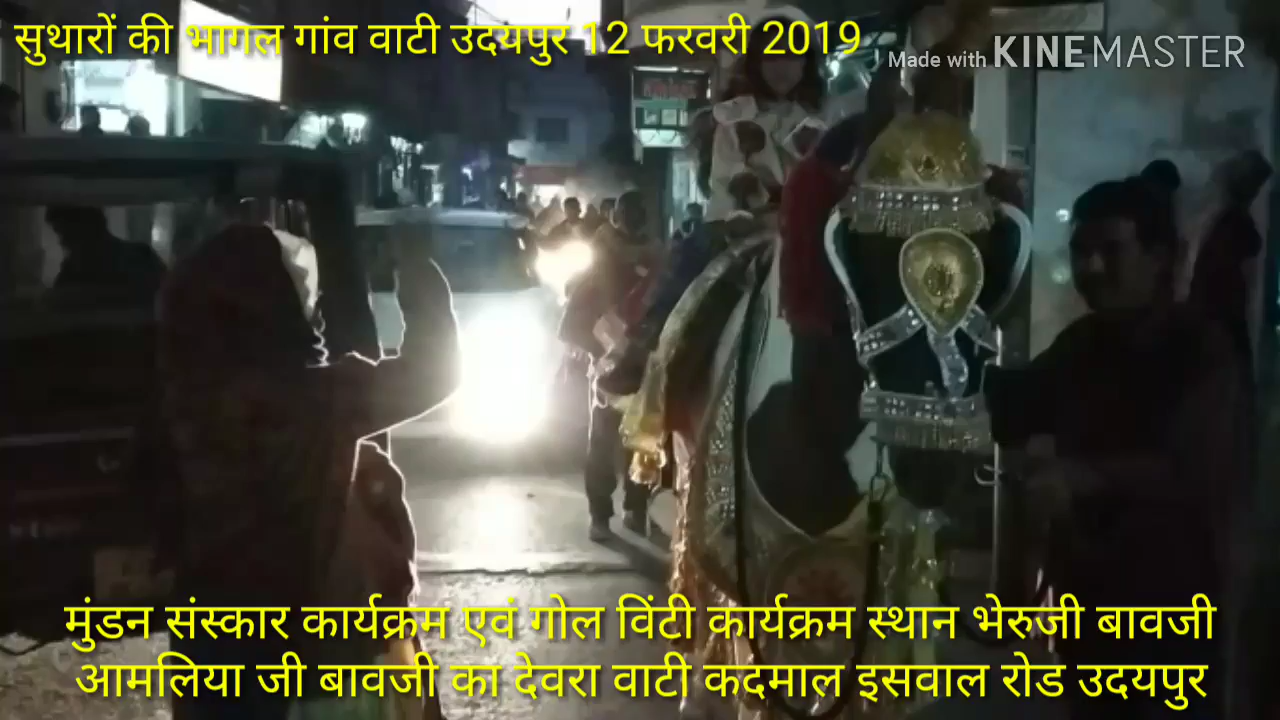 सुथारों की भागल गांव वाटी उदयपुर 12 फरवरी 2019
Made with KINEMASTER
मुंडन संस्कार कार्यक्रम एवं गोल विंटी कार्यक्रम स्थान भेरुजी बावजी
आमलिया जी बावजी का देवरा वाटी कदमाल इसवाल रोड उदयपुर